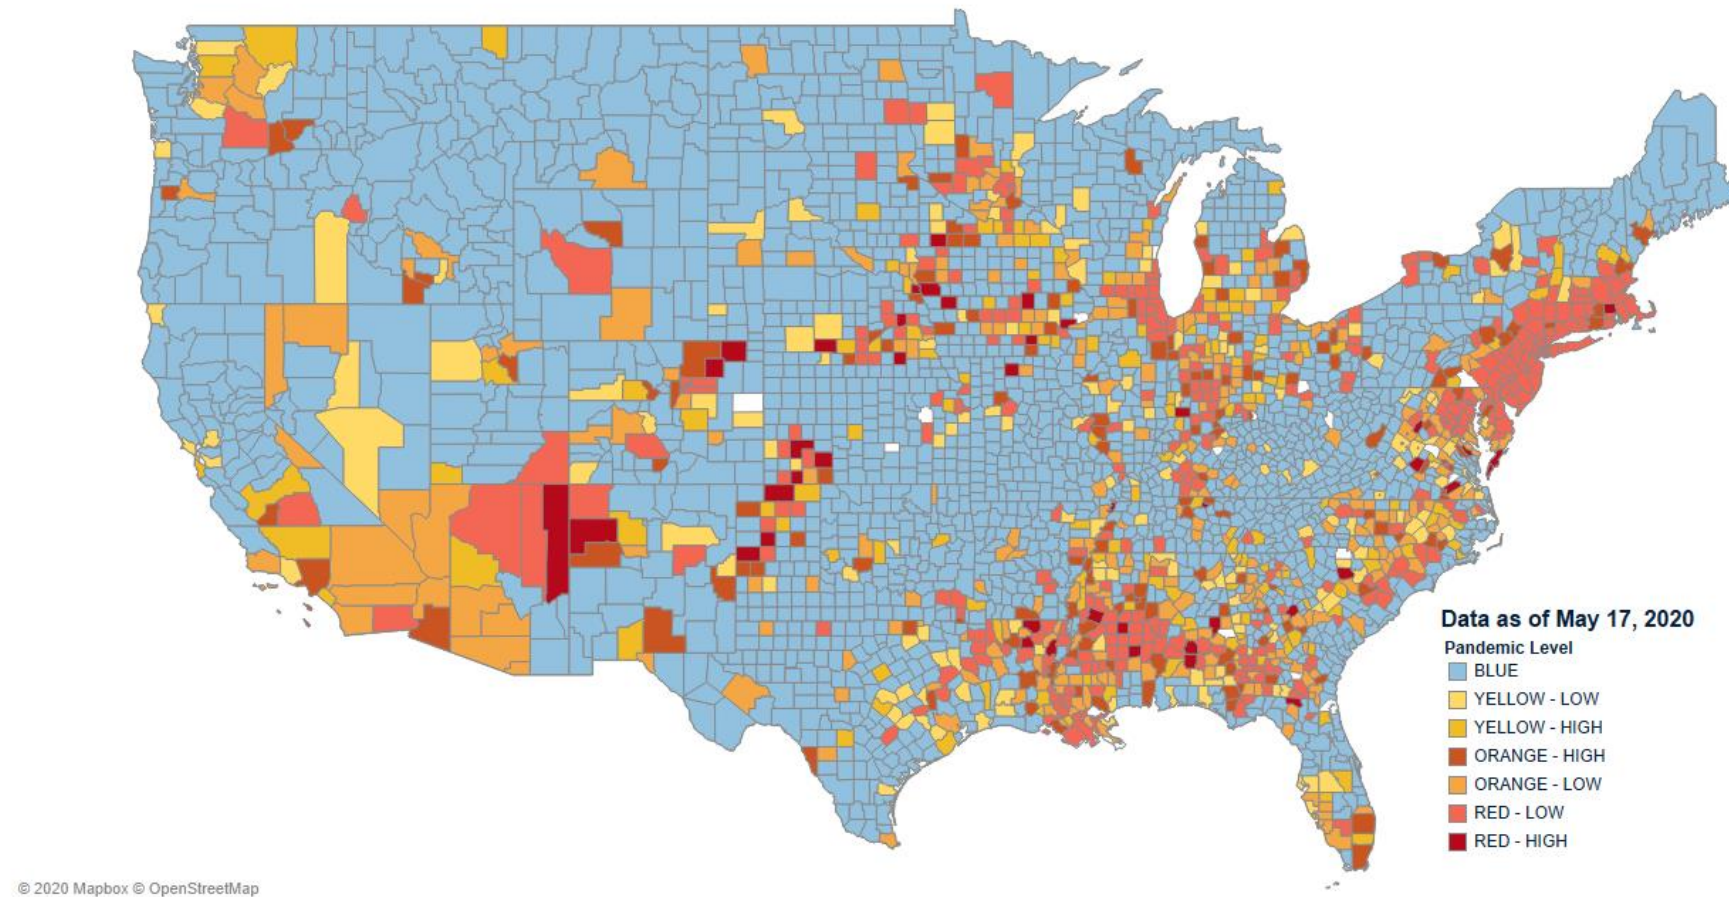 Data as of May 17, 2020
Pandemic Level
BLUE
YELLOW - LOW
YELLOW - HIGH
ORANGE - HIGH
ORANGE - LOW
RED - LOW
RED - HIGH
© 2020 Mapbox © OpenStreetMap